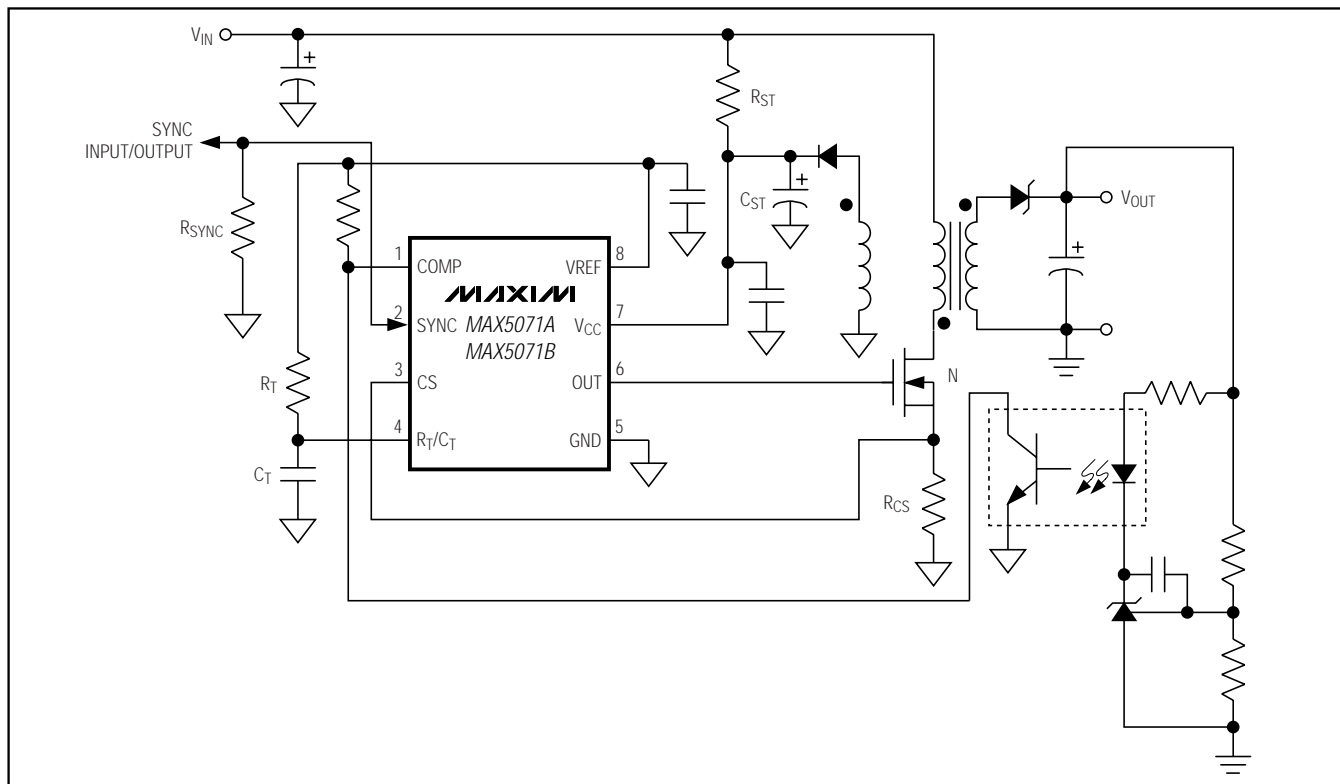 VIN
RST
SYNC
INPUT/OUTPUT
CST
VOUT
RSYNC
1
COMP
VREF
8
MAXIM
2
SYNC
MAX5071A
MAX5071B
VCC
7
3
CS
OUT
6
N
RT
4
RT/CT
GND
5
CT
RCS
+
+
+
+